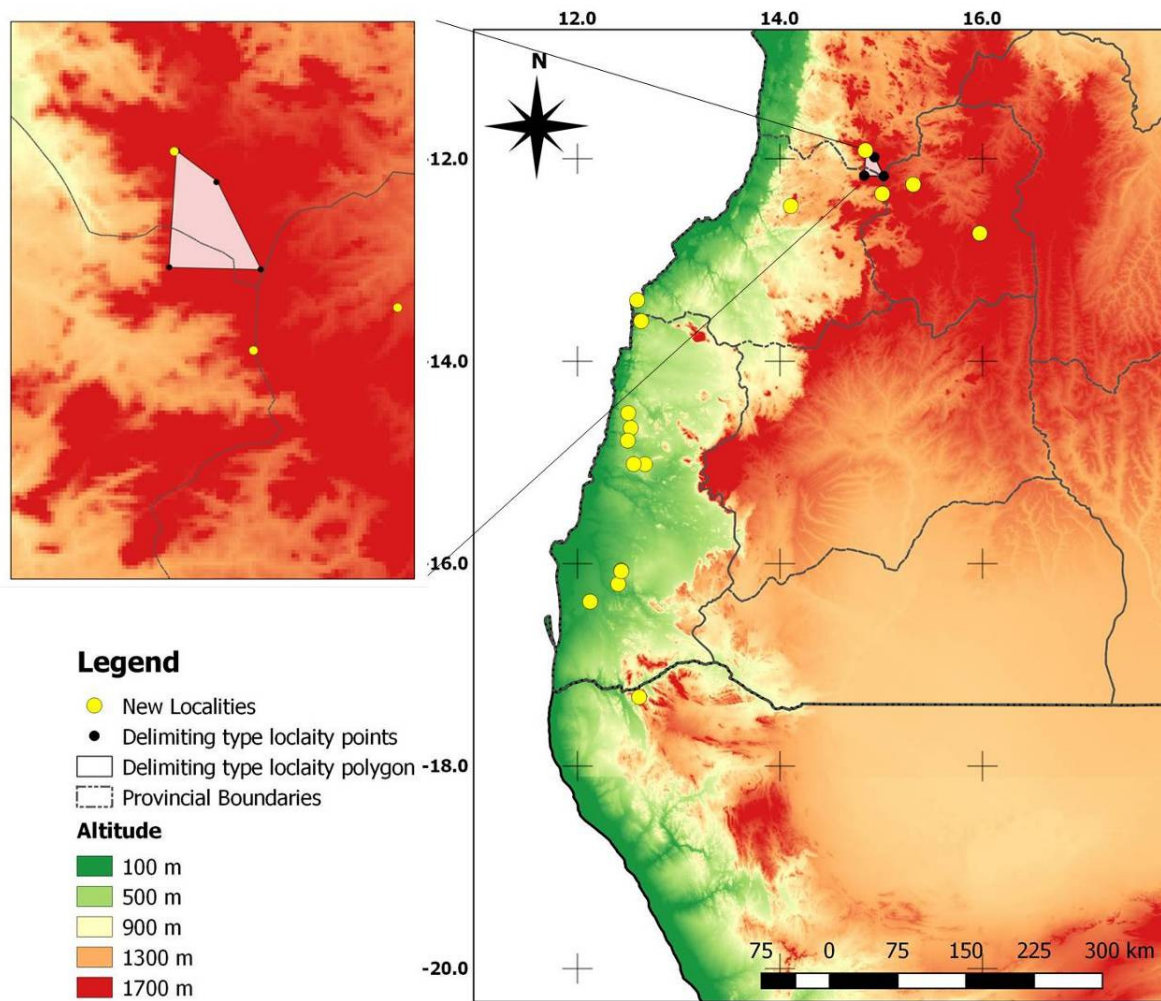 12.0 14.0 16.0
N
-12.0
-14.0
-16.0
-18.0
-20.0
Legend
New Localities
Delimiting type loclaity points
Delimiting type loclaity polygon
Provincial Boundaries
Altitude
100 m
500 m
900 m
1300 m
1700 m
75 0 75 150 225 300 km